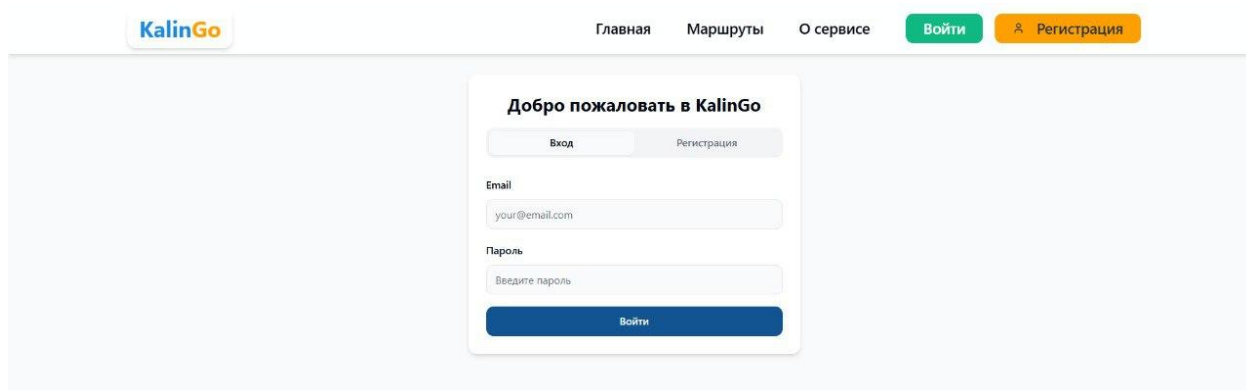 KalinGo Главная Маршруты О сервисе Войти Регистрация
Добро пожаловать в KalinGo
Вход Регистрация
Email
your@email.com
Пароль
Введите пароль
Войти